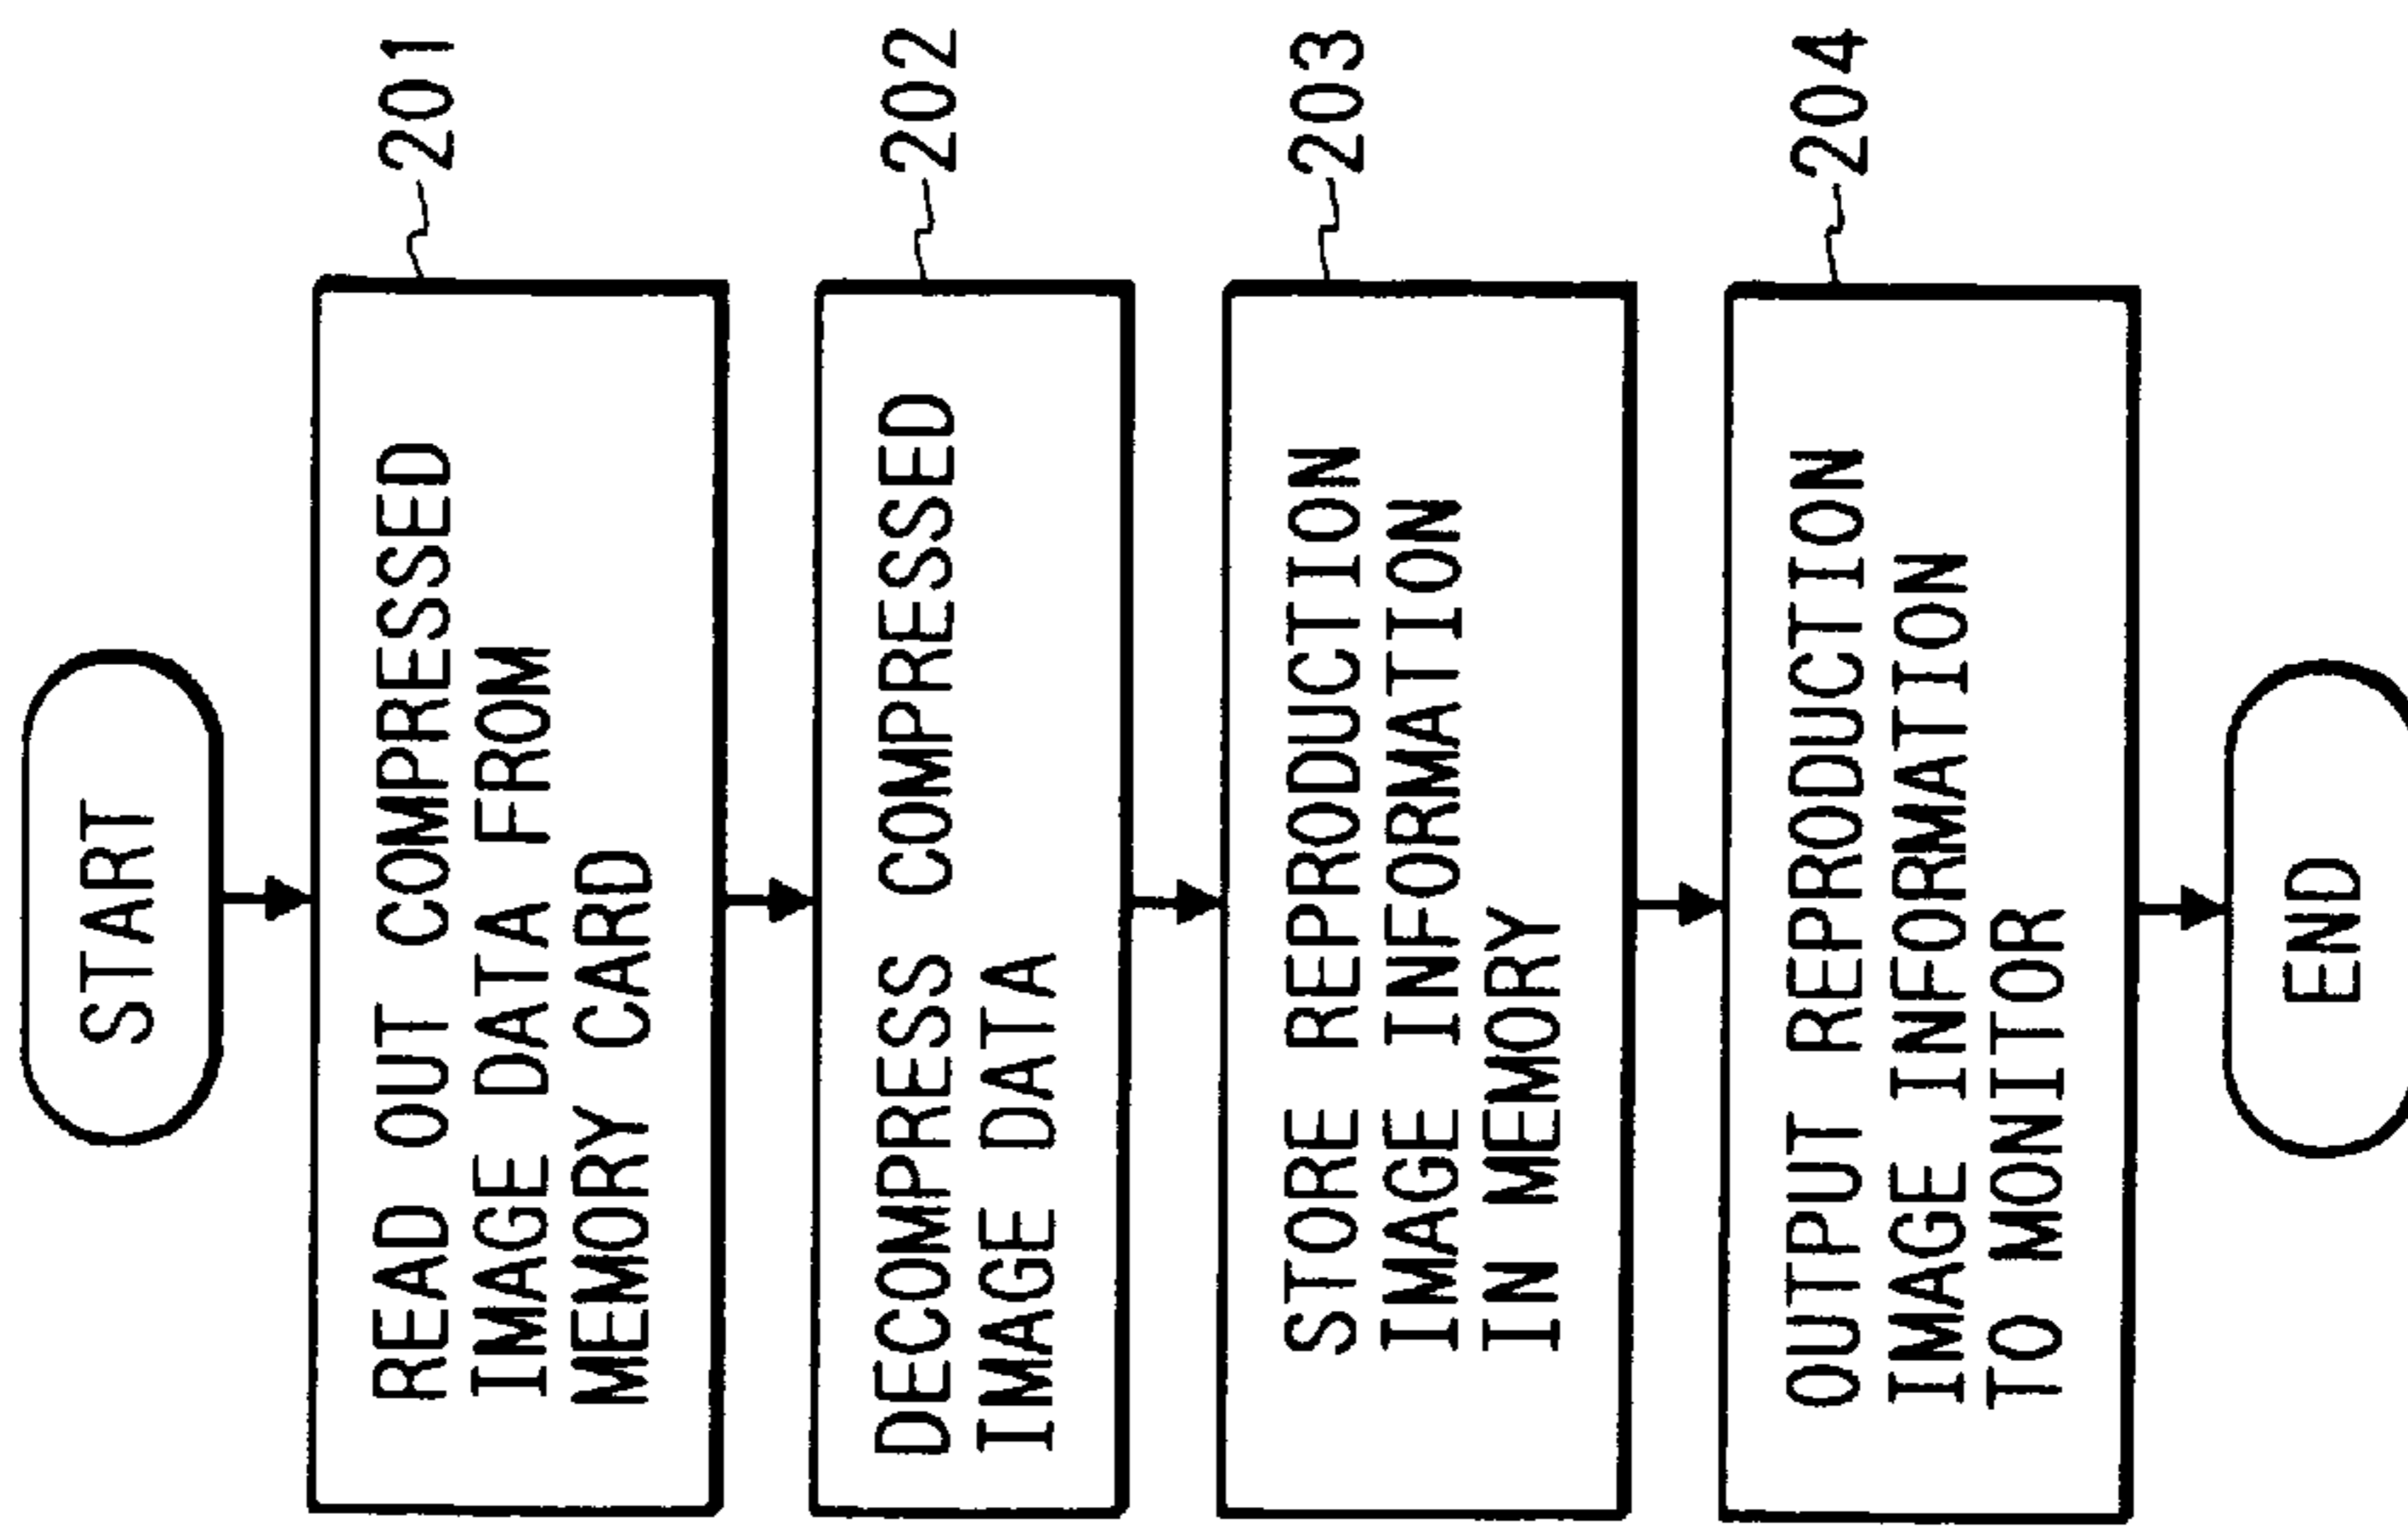 START
READ OUT COMPRESSED
IMAGE DATA FROM
MEMORY CARD
201
DECOMPRESS COMPRESSED
IMAGE DATA
202
STORE REPRODUCTION
IMAGE INFORMATION
IN MEMORY
203
OUTPUT REPRODUCTION
IMAGE INFORMATION
TO MONITOR
204
END